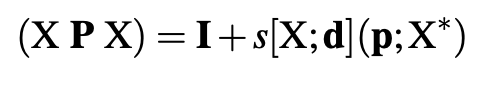 (X P X) = I + s[X; d](p; X*)